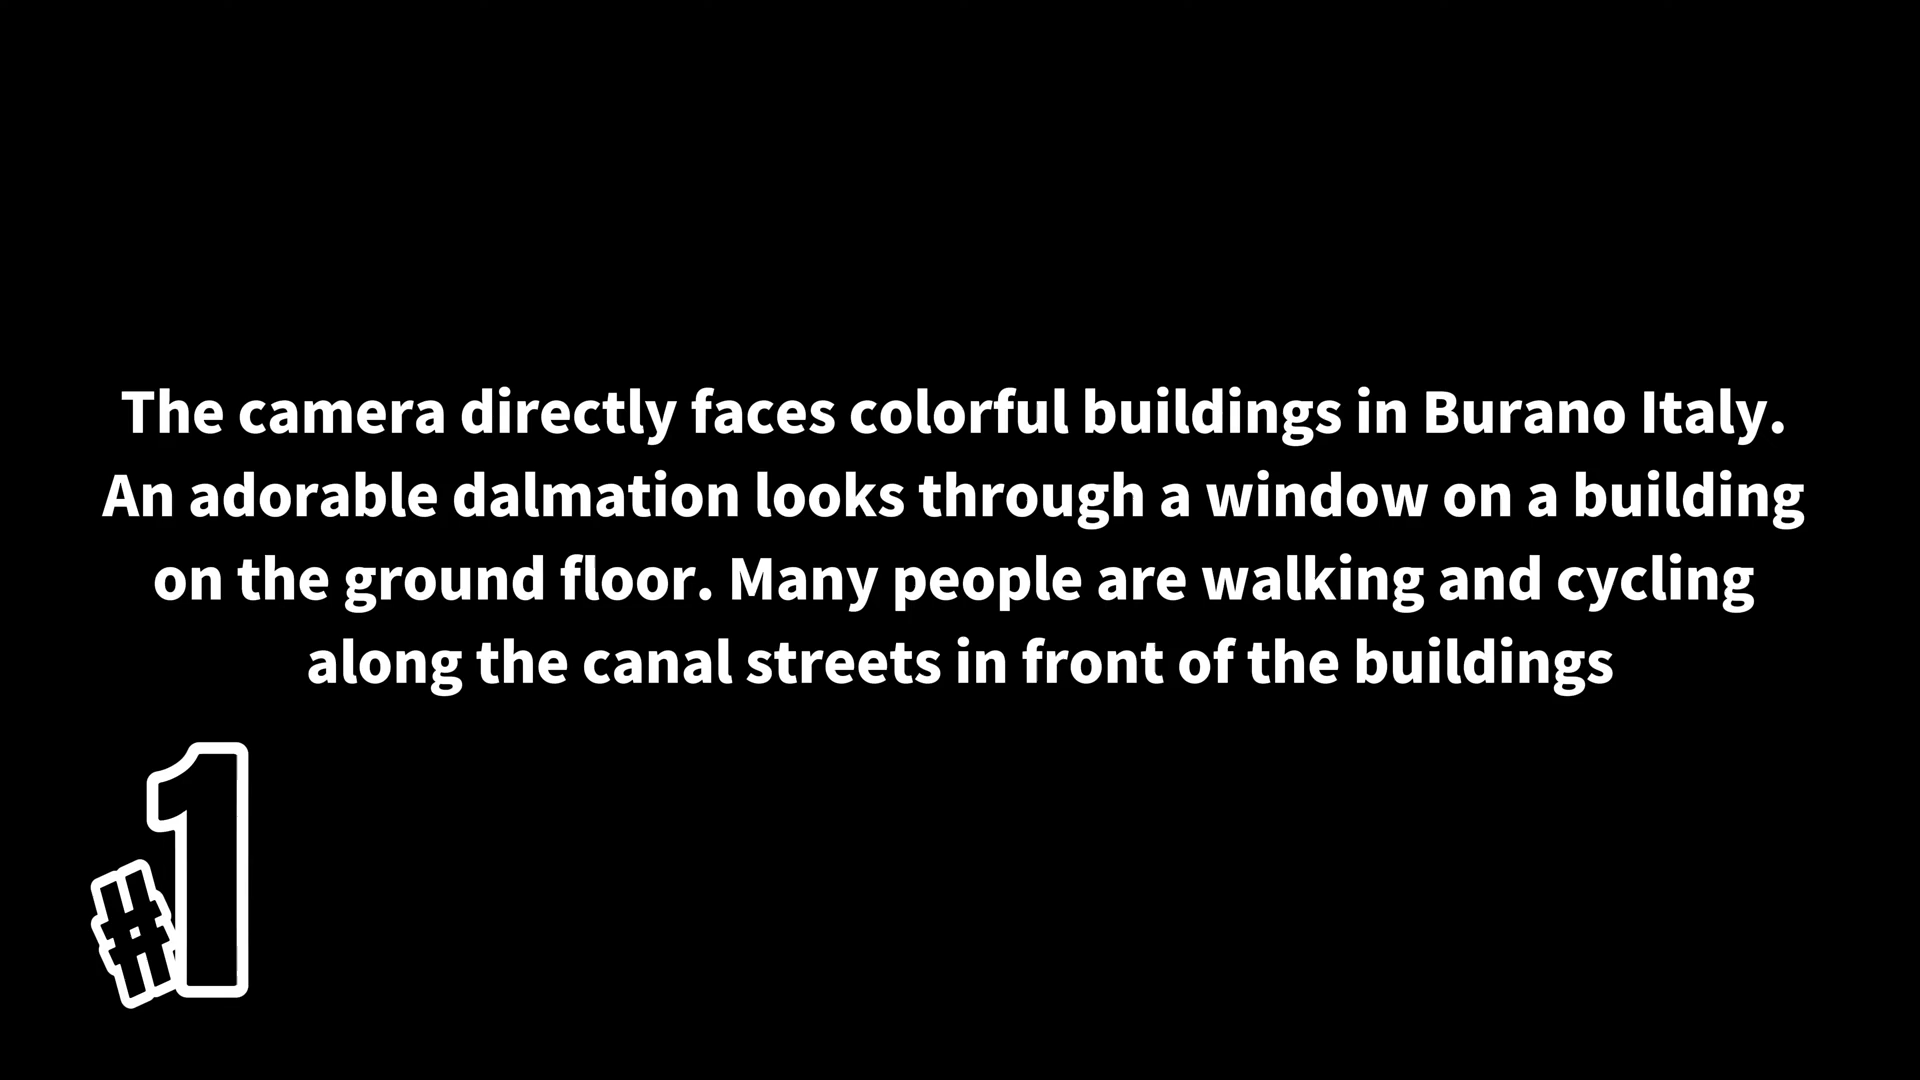 The camera directly faces colorful buildings in Burano Italy.
An adorable dalmation looks through a window on a building
on the ground floor. Many people are walking and cycling
along the canal streets in front of the buildings
#1